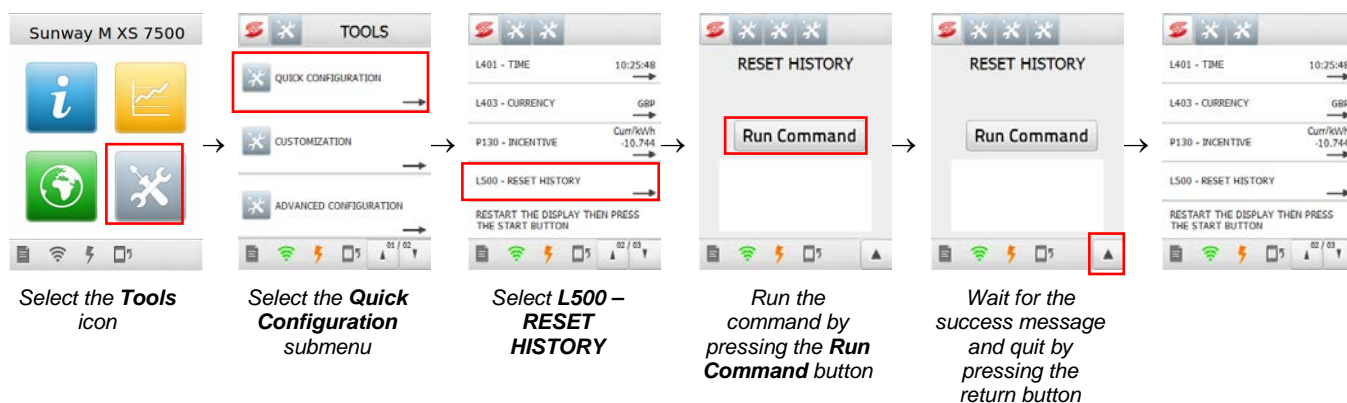 Sunway M XS 7500
TOOLS
QUICK CONFIGURATION
CUSTOMIZATION
ADVANCED CONFIGURATION
01 / 02
L401 - TIME 10:25:48
L403 - CURRENCY GBP
P130 - INCENTIVE Curr/kWh
-10.744
L500 - RESET HISTORY
RESTART THE DISPLAY THEN PRESS
THE START BUTTON
02 / 03
RESET HISTORY
Run Command
RESET HISTORY
Run Command
L401 - TIME 10:25:48
L403 - CURRENCY GBP
P130 - INCENTIVE Curr/kWh
-10.744
L500 - RESET HISTORY
RESTART THE DISPLAY THEN PRESS
THE START BUTTON
02 / 03
Select the Tools
icon
Select the Quick
Configuration
submenu
Select L500 –
RESET
HISTORY
Run the
command by
pressing the Run
Command button
Wait for the
success message
and quit by
pressing the
return button